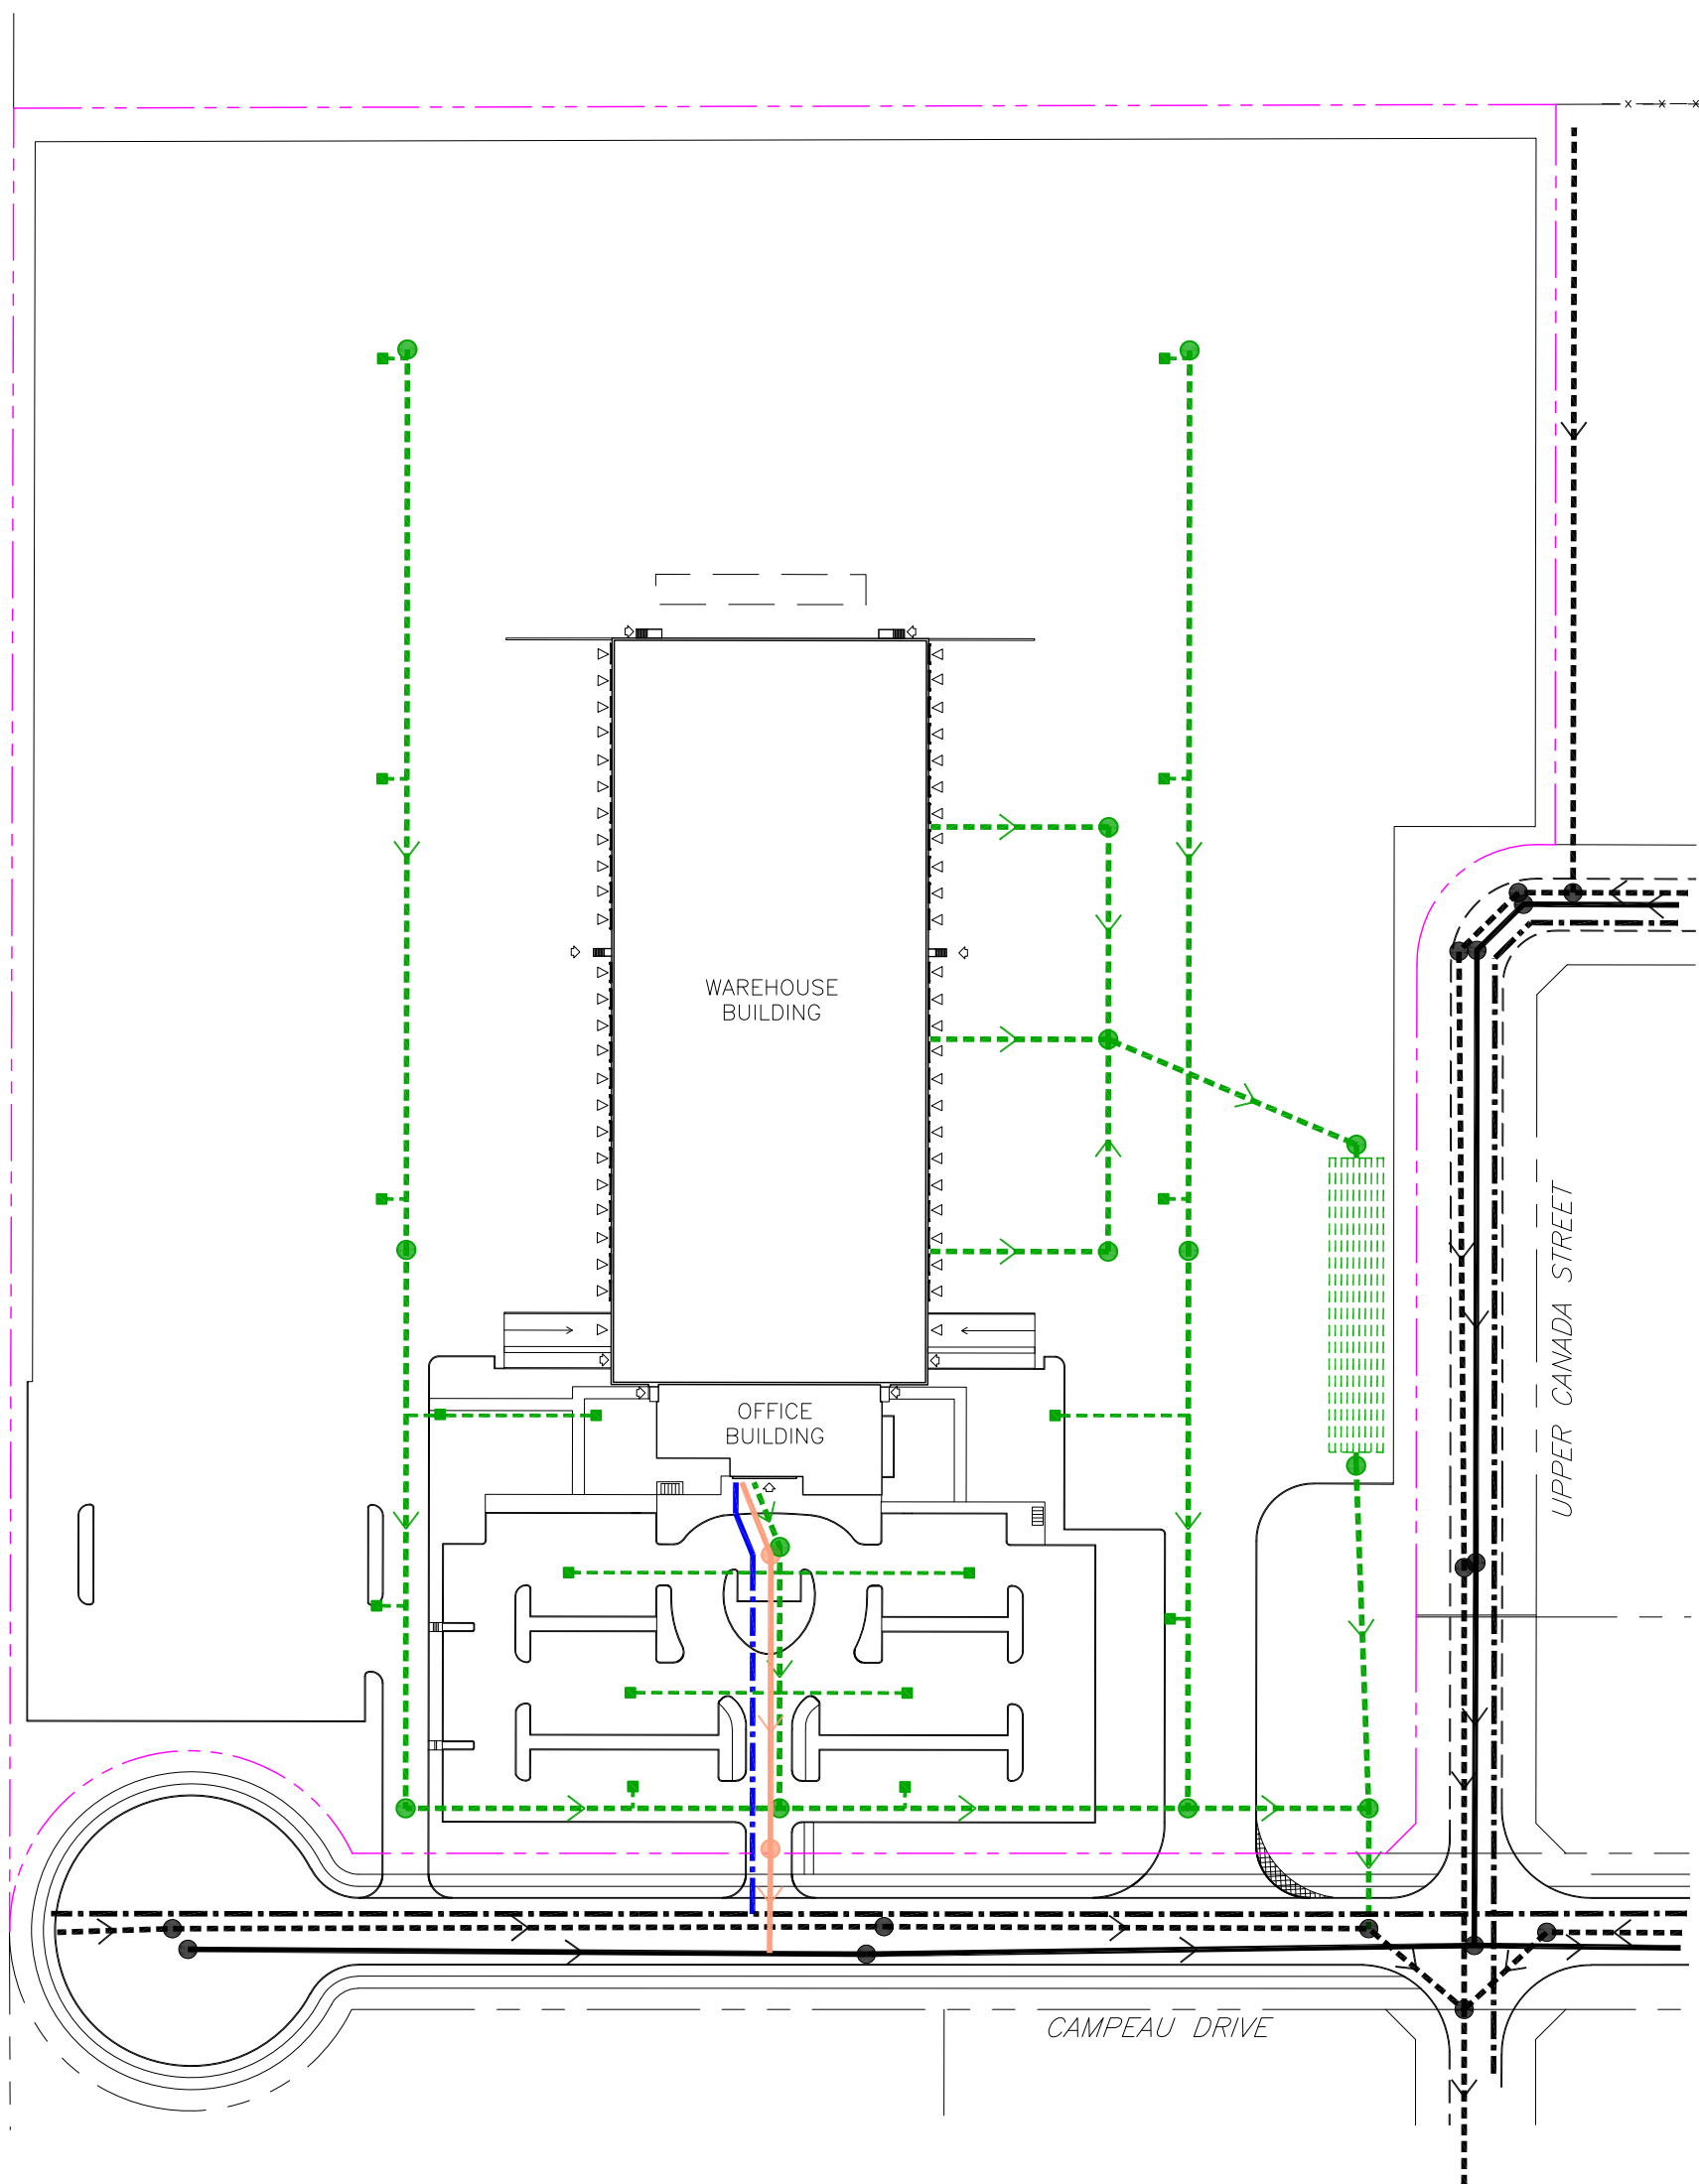 WAREHOUSE
BUILDING
OFFICE
BUILDING
UPPER CANADA STREET
CAMPEAU DRIVE